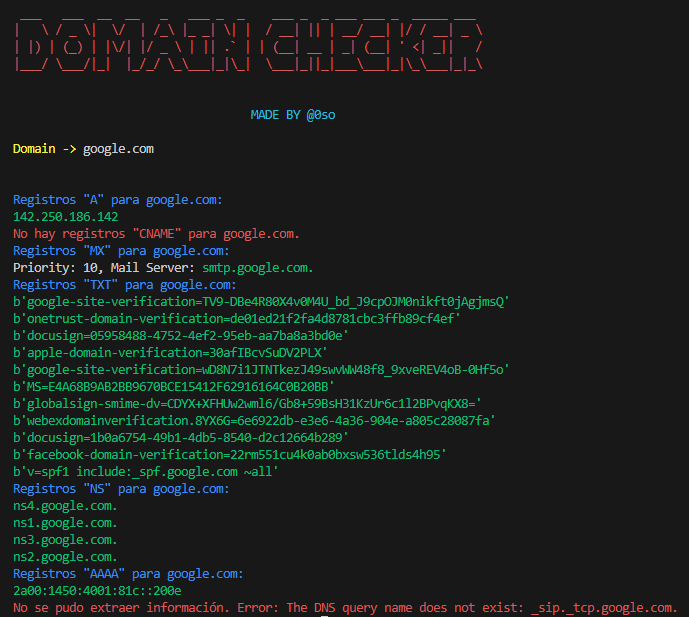 DOMAIN CHECKER
MADE BY @0so
Domain -> google.com
Registros "A" para google.com:
142.250.186.142
No hay registros "CNAME" para google.com.
Registros "MX" para google.com:
Priority: 10, Mail Server: smtp.google.com.
Registros "TXT" para google.com:
b'google-site-verification=TV9-DBe4R80X4v0M4U_bd_J9cpOJM0nikft0jAgjmsQ'
b'onetrust-domain-verification=de01ed21f2fa4d8781cbc3ffb89cf4ef'
b'docusign=05958488-4752-4ef2-95eb-aa7ba8a3bd0e'
b'apple-domain-verification=30afIBcvSuDV2PLX'
b'google-site-verification=wD8N7i1JTNTkezJ49swvWW48f8_9xveREV4oB-0Hf5o'
b'MS=E4A68B9AB2BB9670BCE15412F62916164C0B20BB'
b'globalsign-smime-dv=CDYX+XFHUw2wml6/Gb8+59BsH31KzUr6c1l2BPvqKX8='
b'webexdomainverification.8YX6G=6e6922db-e3e6-4a36-904e-a805c28087fa'
b'docusign=1b0a6754-49b1-4db5-8540-d2c12664b289'
b'facebook-domain-verification=22rm551cu4k0ab0bxsw536tlds4h95'
b'v=spf1 include:_spf.google.com ~all'
Registros "NS" para google.com:
ns4.google.com.
ns1.google.com.
ns3.google.com.
ns2.google.com.
Registros "AAAA" para google.com:
2a00:1450:4001:81c::200e
No se pudo extraer información. Error: The DNS query name does not exist: _sip._tcp.google.com.